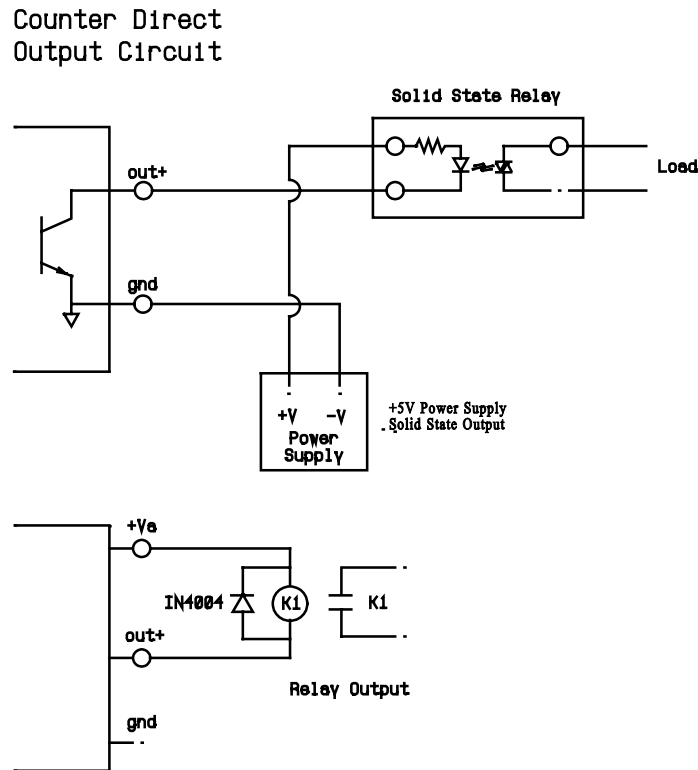 Counter Direct
Output Circuit
Solid State Relay
out+
Load
gnd
+V -V
Power
Supply
+5V Power Supply
Solid State Output
+Va
IN4004
K1
K1
out+
Relay Output
gnd